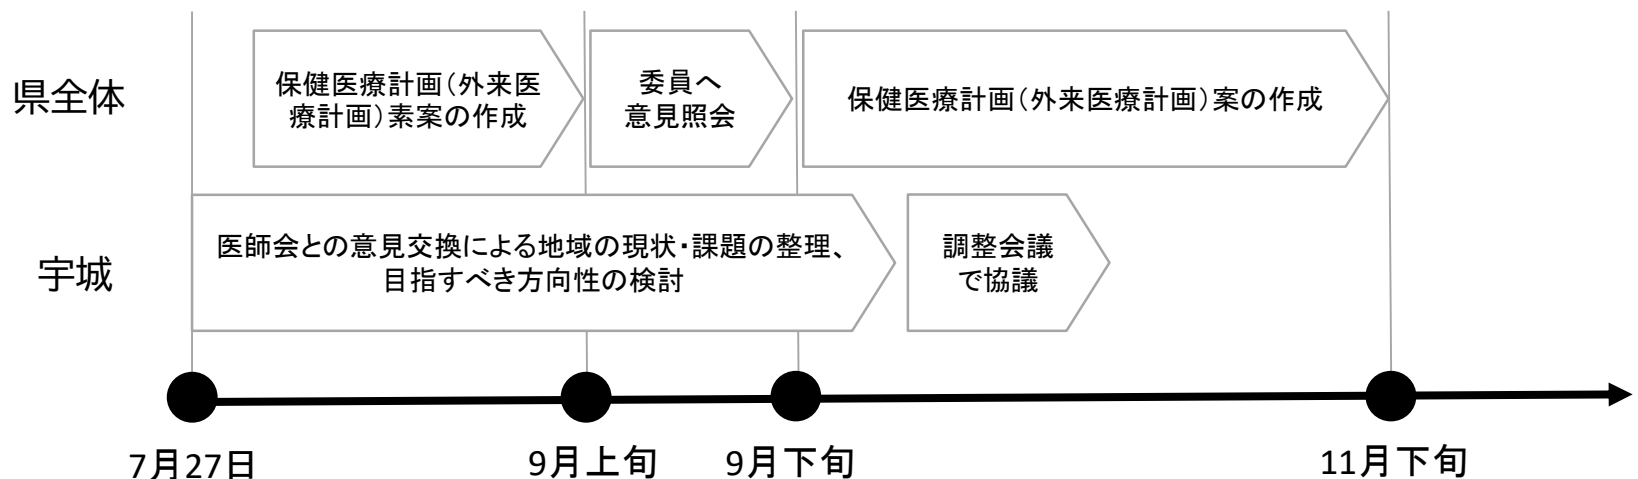 県全体
保健医療計画(外来医
療計画)素案の作成
委員へ
意見照会
保健医療計画(外来医療計画)案の作成
宇城
医師会との意見交換による地域の現状・課題の整理、
目指すべき方向性の検討
調整会議
で協議
7月27日
9月上旬
9月下旬
11月下旬